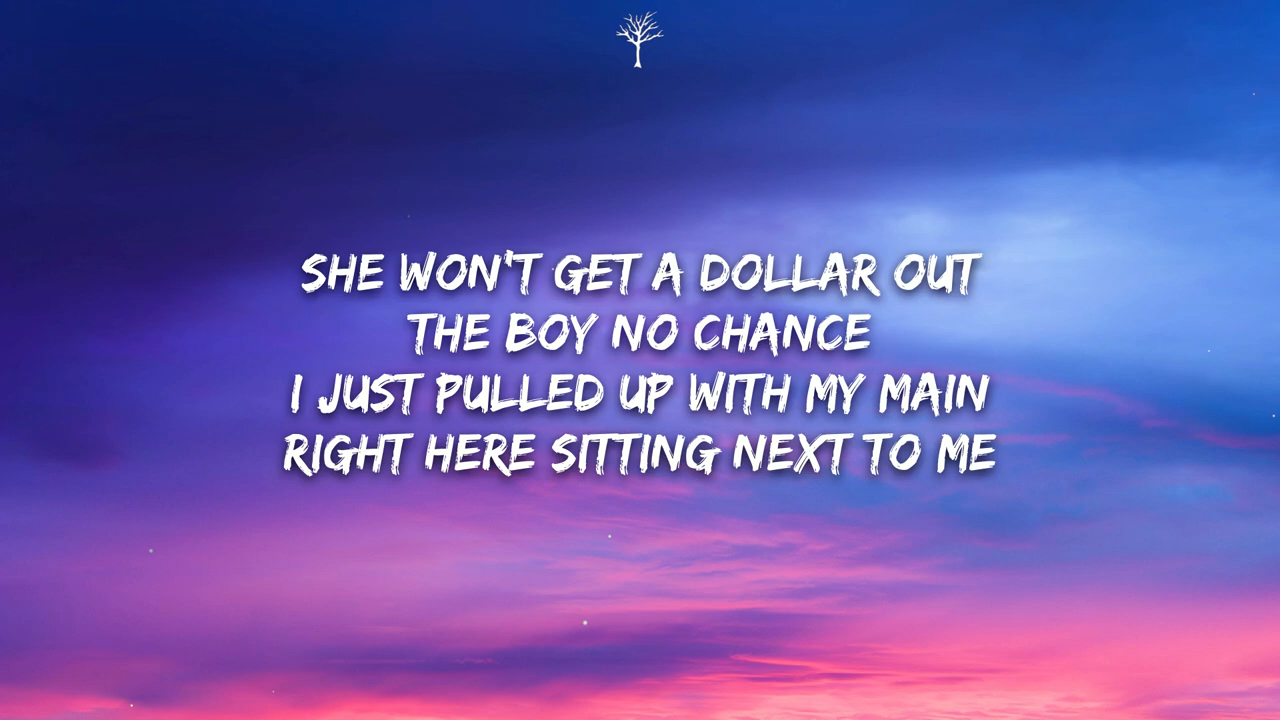 SHE WON'T GET A DOLLAR OUT
THE BOY NO CHANCE
I JUST PULLED UP WITH MY MAIN
RIGHT HERE SITTING NEXT TO ME